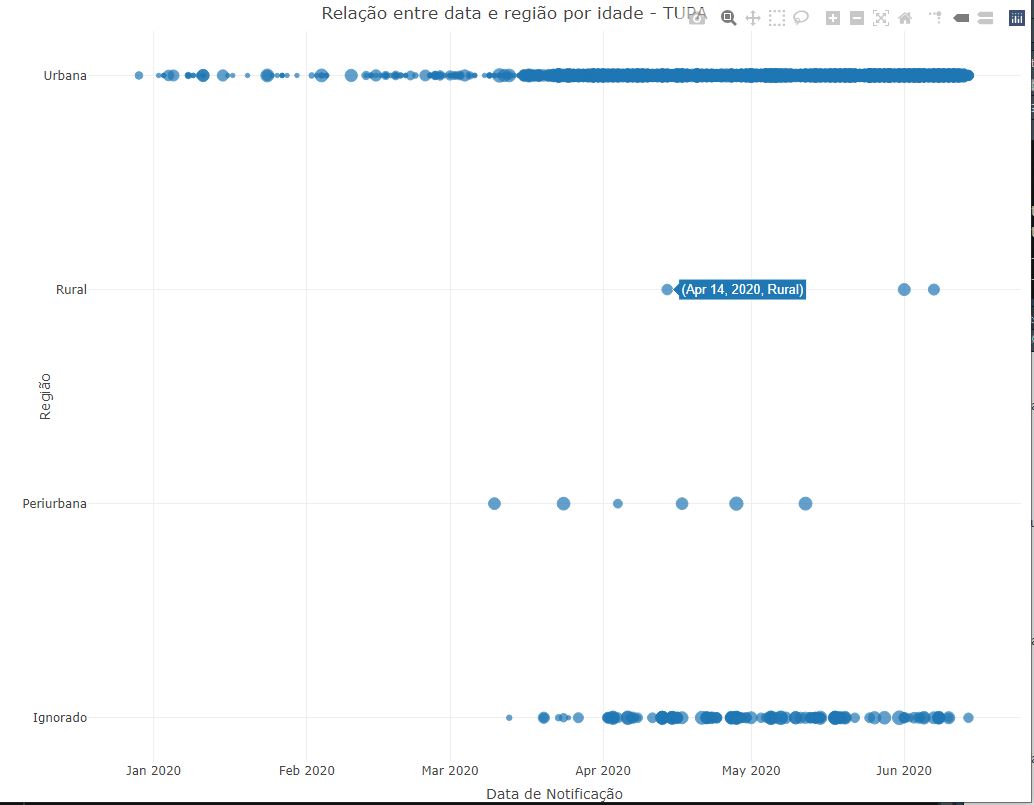 Relação entre data e região por idade - TUPA
Urbana
Rural
(Apr 14, 2020, Rural)
Região
Periurbana
Ignorado
Jan 2020
Feb 2020
Mar 2020
Apr 2020
May 2020
Jun 2020
Data de Notificação